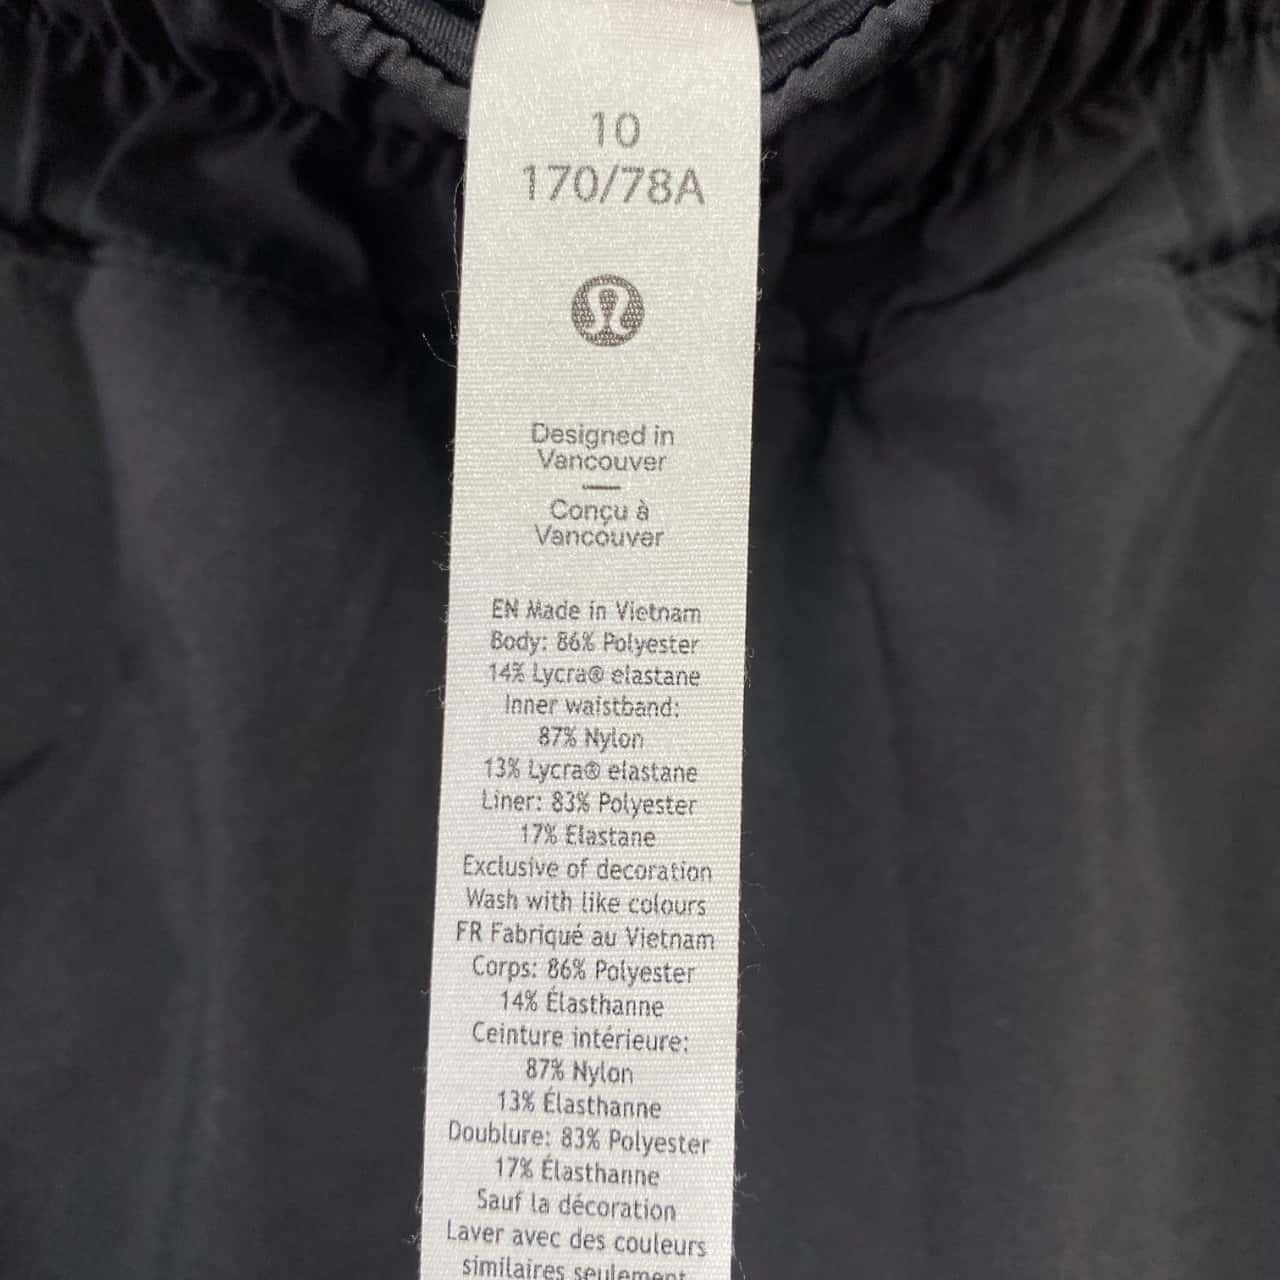 10
170/78A
Designed in
Vancouver
Conçu à
Vancouver
EN Made in Vietnam
Body: 86% Polyester
14% Lycra® elastane
Inner waistband:
87% Nylon
13% Lycra® elastane
Liner: 83% Polyester
17% Elastane
Exclusive of decoration
Wash with like colours
FR Fabriqué au Vietnam
Corps: 86% Polyester
14% Élasthanne
Ceinture intérieure:
87% Nylon
13% Élasthanne
Doublure: 83% Polyester
17% Élasthanne
Sauf la décoration
Laver avec des couleurs
similaires seulement